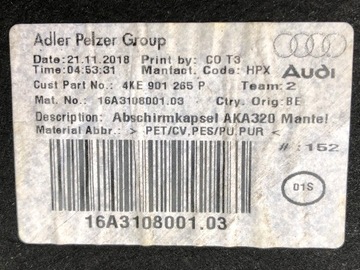 Adler Pelzer Group
Date:21.11.2018 Print by: CO T3
Time:04:53:31 Manfact. Code: HPX Audi
Cust Part No.: 4KE 901 265 P Team:2
Mat. No.: 16A3108001.03 Ctry. Orig:BE
Description: Abschirmkapsel AKA320 Mantel
Material Abbr.: > PET/CV,PES/PU,PUR <
#:152
D1S
16A3108001.03